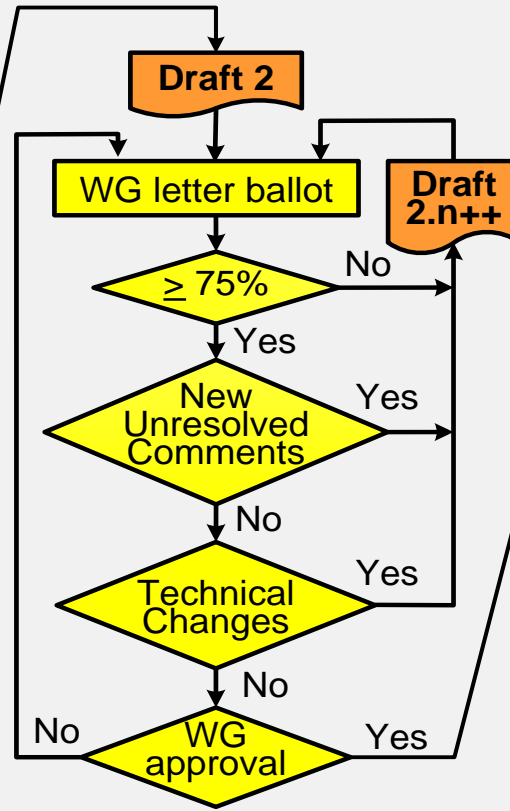 Draft 2
WG letter ballot
Draft
2.n++
≥ 75%
No
Yes
New
Unresolved
Comments
Yes
No
Technical
Changes
Yes
No
No
WG
approval
Yes